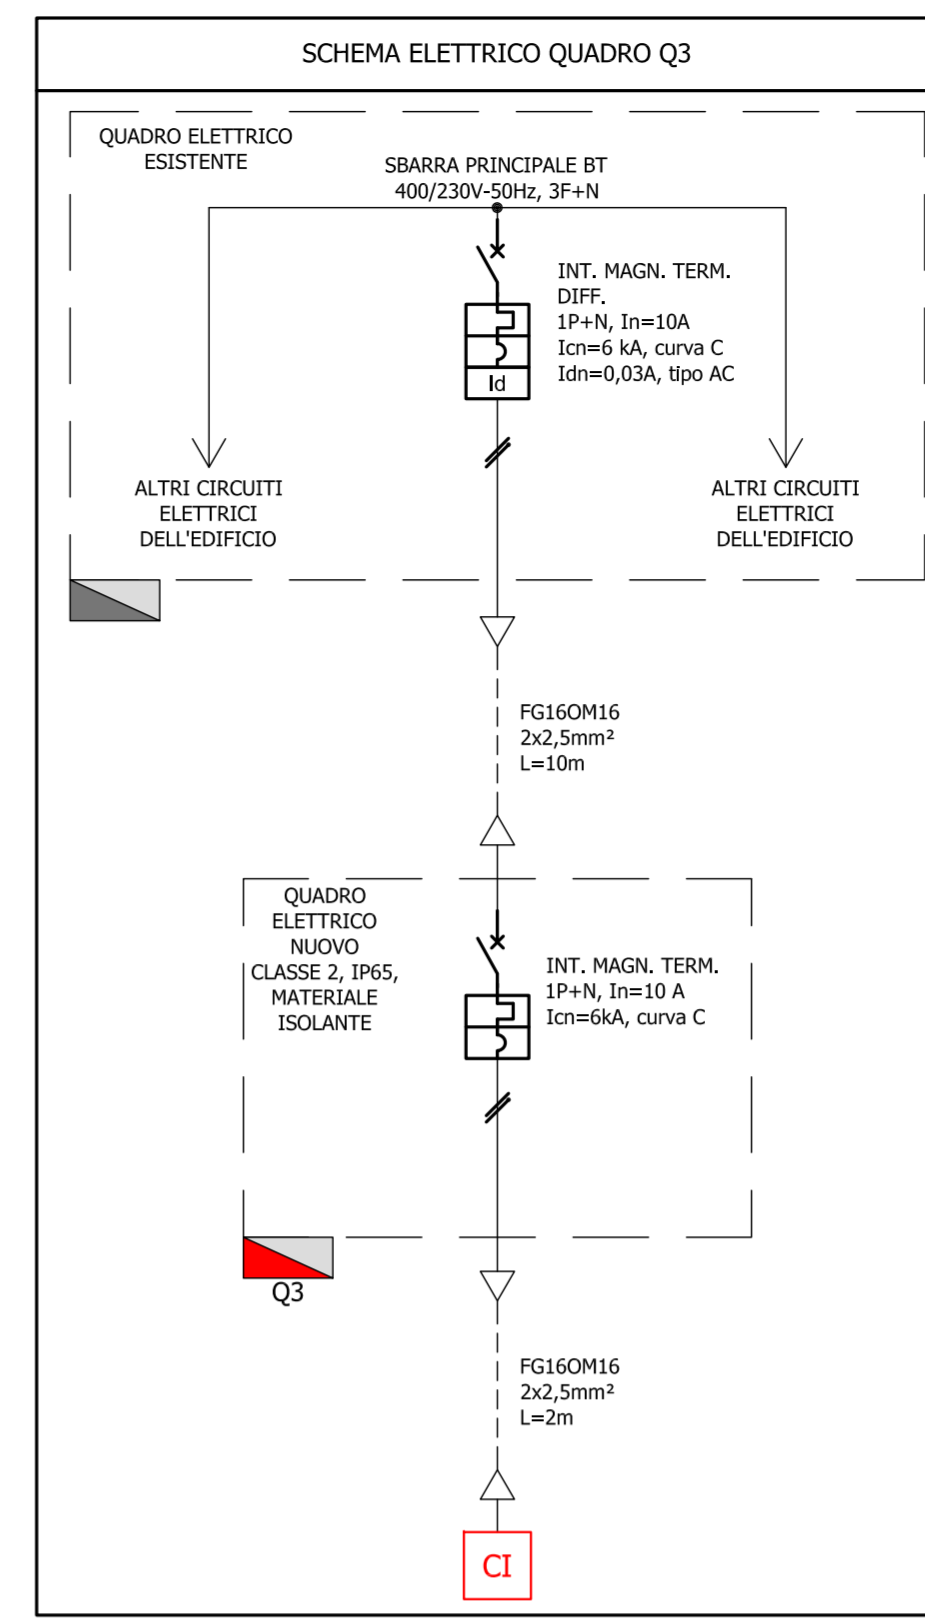 SCHEMA ELETTRICO QUADRO Q3
QUADRO ELETTRICO
ESISTENTE
SBARRA PRINCIPALE BT
400/230V-50Hz, 3F+N
INT. MAGN. TERM.
DIFF.
1P+N, In=10A
Icn=6 kA, curva C
Idn=0,03A, tipo AC
Id
ALTRI CIRCUITI
ELETTRICI
DELL'EDIFICIO
ALTRI CIRCUITI
ELETTRICI
DELL'EDIFICIO
FG16OM16
2x2,5mm²
L=10m
QUADRO
ELETTRICO
NUOVO
CLASSE 2, IP65,
MATERIALE
ISOLANTE
INT. MAGN. TERM.
1P+N, In=10 A
Icn=6kA, curva C
Q3
FG16OM16
2x2,5mm²
L=2m
CI